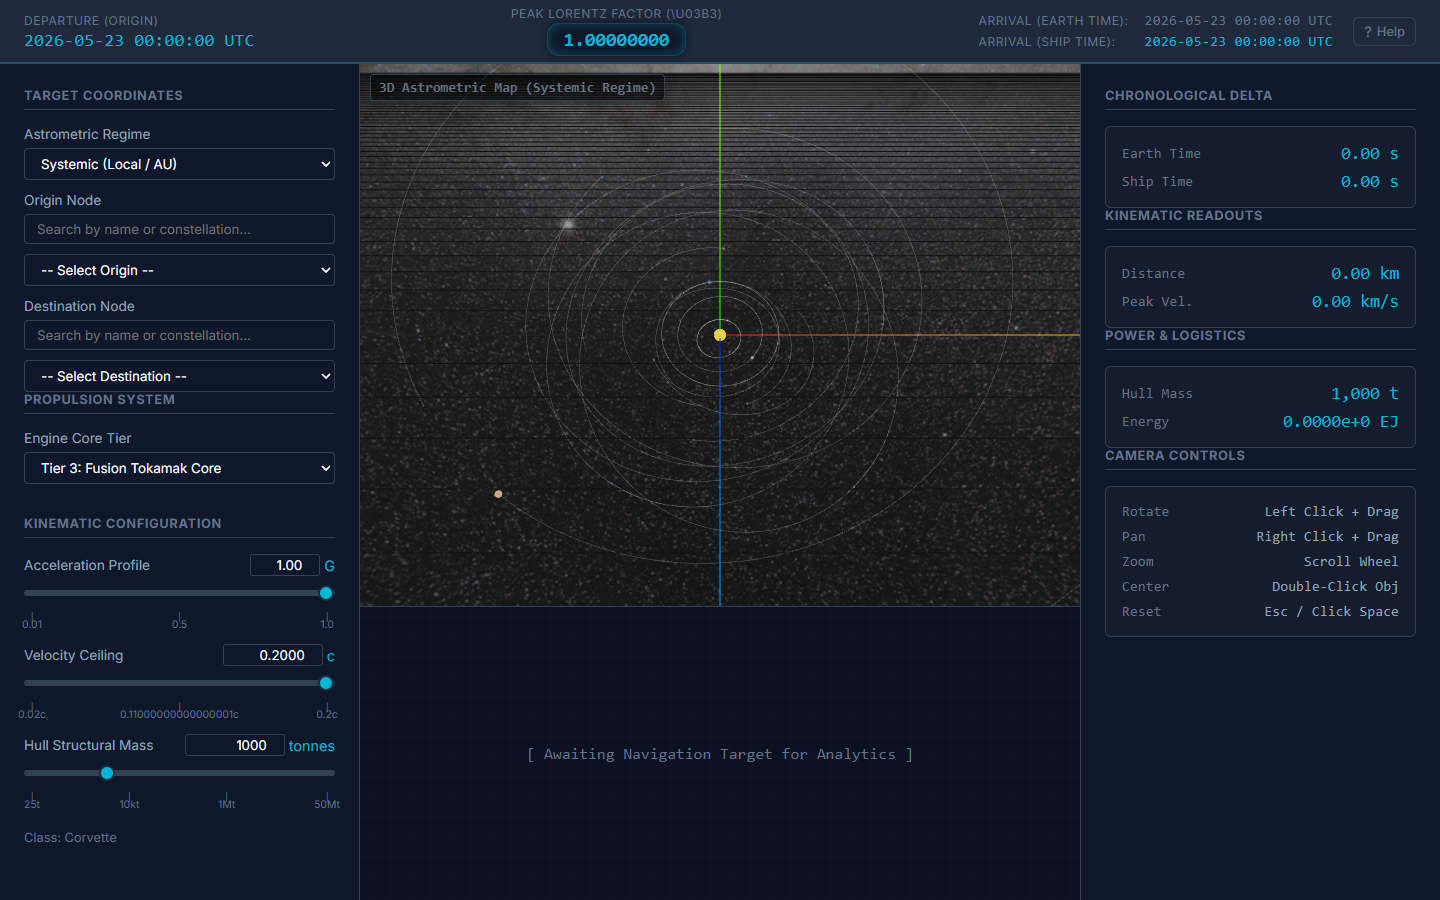 DEPARTURE (ORIGIN)
2026-05-23 00:00:00 UTC
PEAK LORENTZ FACTOR (\U03B3)
1.00000000
ARRIVAL (EARTH TIME): 2026-05-23 00:00:00 UTC
ARRIVAL (SHIP TIME): 2026-05-23 00:00:00 UTC
? Help
TARGET COORDINATES
Astrometric Regime
Systemic (Local / AU)
Origin Node
Search by name or constellation...
-- Select Origin --
Destination Node
Search by name or constellation...
-- Select Destination --
PROPULSION SYSTEM
Engine Core Tier
Tier 3: Fusion Tokamak Core
KINEMATIC CONFIGURATION
Acceleration Profile 1.00 G
0.01 0.5 1.0
Velocity Ceiling 0.2000 c
0.02c 0.11000000000000001c 0.2c
Hull Structural Mass 1000 tonnes
25t 10kt 1Mt 50Mt
Class: Corvette
3D Astrometric Map (Systemic Regime)
[ Awaiting Navigation Target for Analytics ]
CHRONOLOGICAL DELTA
Earth Time 0.00 s
Ship Time 0.00 s
KINEMATIC READOUTS
Distance 0.00 km
Peak Vel. 0.00 km/s
POWER & LOGISTICS
Hull Mass 1,000 t
Energy 0.0000e+0 EJ
CAMERA CONTROLS
Rotate Left Click + Drag
Pan Right Click + Drag
Zoom Scroll Wheel
Center Double-Click Obj
Reset Esc / Click Space